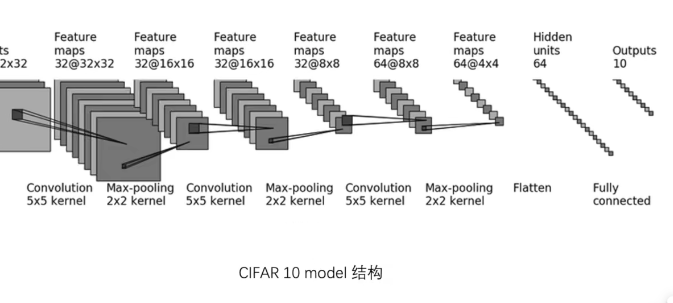 ts
2x32
Feature
maps
32@32x32
Feature
maps
32@16x16
Feature
maps
32@16x16
Feature
maps
32@8x8
Feature
maps
64@8x8
Feature
maps
64@4x4
Hidden
units
64
Outputs
10
Convolution
5x5 kernel
Max-pooling
2x2 kernel
Convolution
5x5 kernel
Max-pooling
2x2 kernel
Convolution
5x5 kernel
Max-pooling
2x2 kernel
Flatten
Fully
connected
CIFAR 10 model 结构